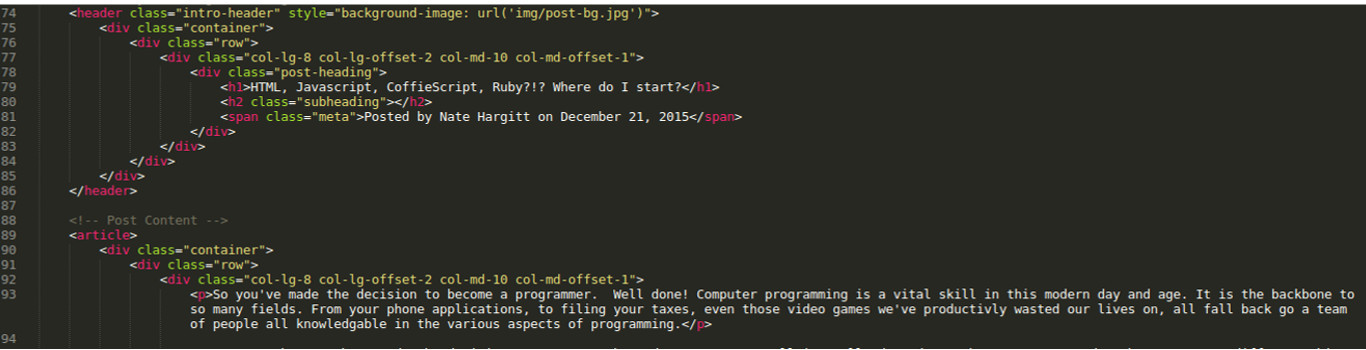 74 <header class="intro-header" style="background-image: url('img/post-bg.jpg')">
75 <div class="container">
76 <div class="row">
77 <div class="col-lg-8 col-lg-offset-2 col-md-10 col-md-offset-1">
78 <div class="post-heading">
79 <h1>HTML, Javascript, CoffieScript, Ruby?!? Where do I start?</h1>
80 <h2 class="subheading"></h2>
81 <span class="meta">Posted by Nate Hargitt on December 21, 2015</span>
82 </div>
83 </div>
84 </div>
85 </div>
86 </header>
87
88 <!-- Post Content -->
89 <article>
90 <div class="container">
91 <div class="row">
92 <div class="col-lg-8 col-lg-offset-2 col-md-10 col-md-offset-1">
93 <p>So you've made the decision to become a programmer.  Well done! Computer programming is a vital skill in this modern day and age. It is the backbone to
so many fields. From your phone applications, to filing your taxes, even those video games we've productivly wasted our lives on, all fall back go a team
of people all knowledgable in the various aspects of programming.</p>
94